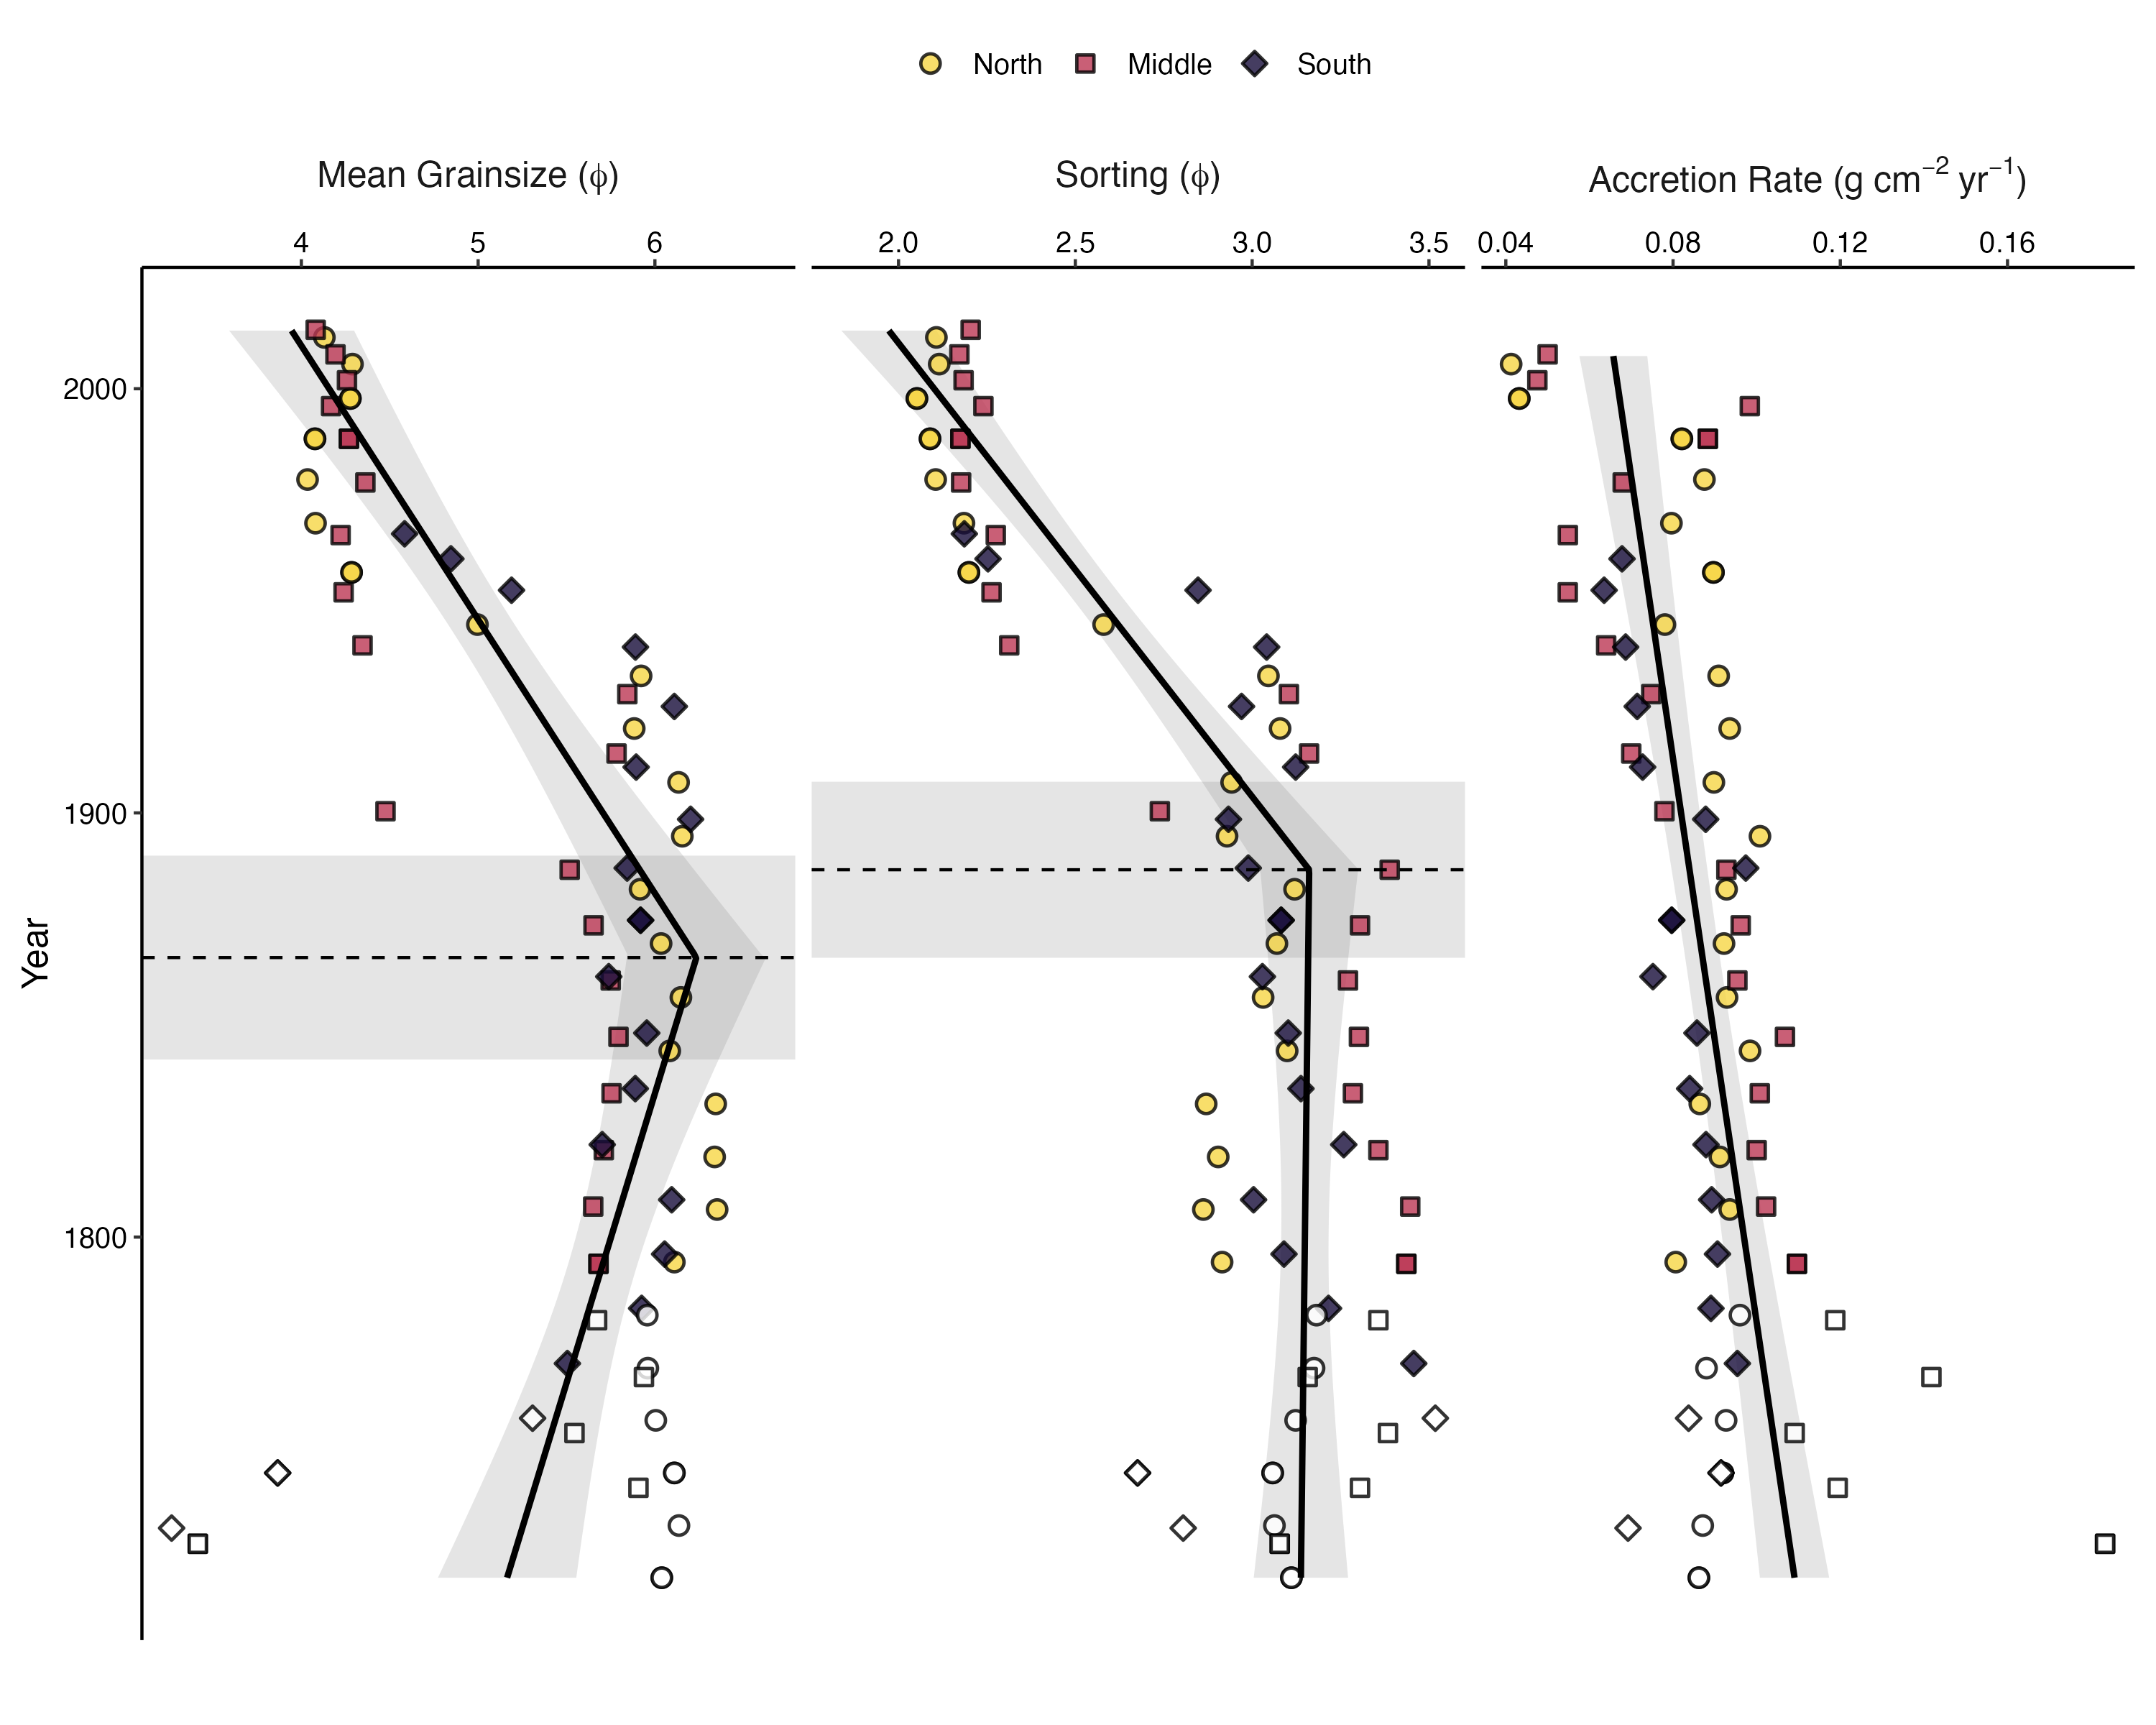 North Middle South
Mean Grainsize (ϕ) Sorting (ϕ) Accretion Rate (g cm⁻² yr⁻¹)
4 5 6 2.0 2.5 3.0 3.5 0.04 0.08 0.12 0.16
2000
1900
Year
1800